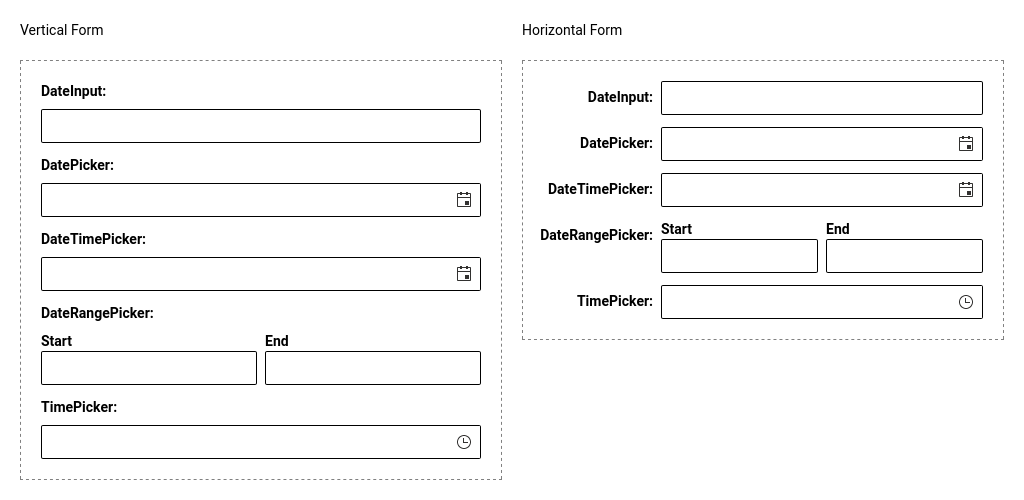 Vertical Form
DateInput:
DatePicker:
DateTimePicker:
DateRangePicker:
Start End
TimePicker:
Horizontal Form
DateInput:
DatePicker:
DateTimePicker:
DateRangePicker: Start End
TimePicker: